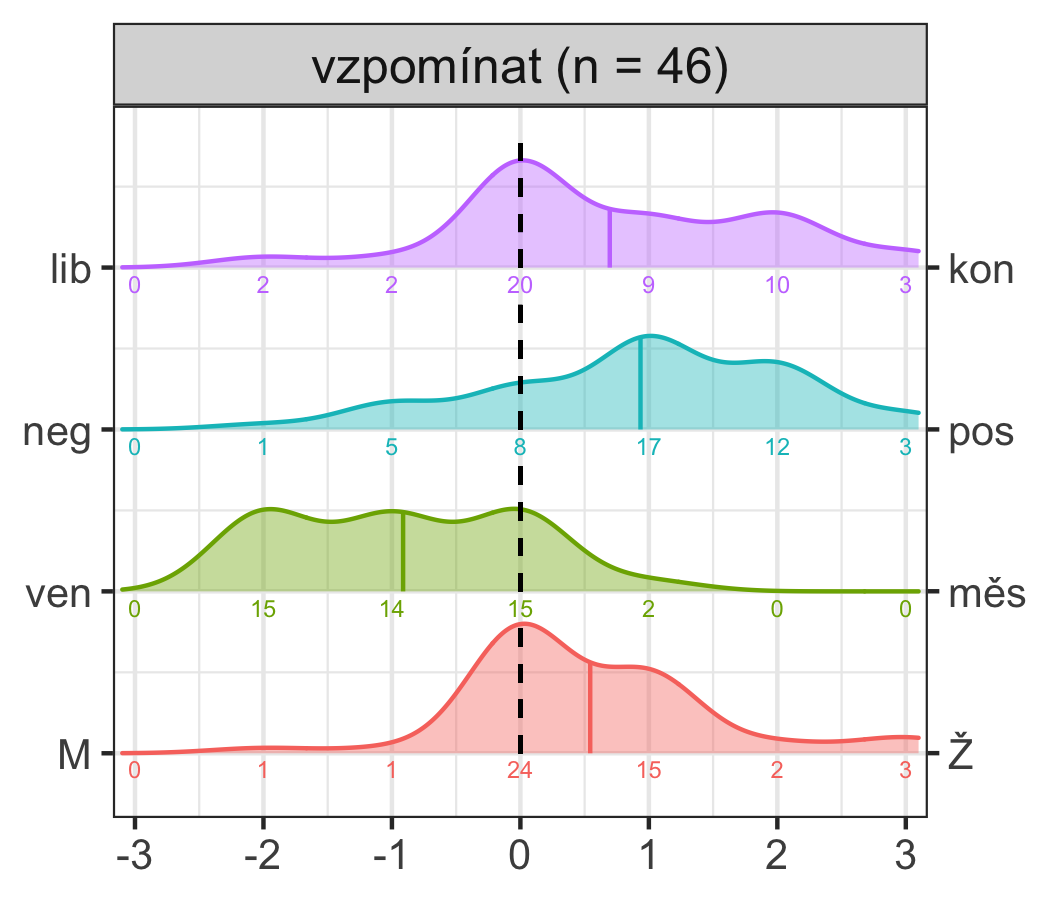 vzpomínat (n = 46)
lib kon
0 2 2 20 9 10 3
neg pos
0 1 5 8 17 12 3
ven měs
0 15 14 15 2 0 0
M Ž
0 1 1 24 15 2 3
-3 -2 -1 0 1 2 3